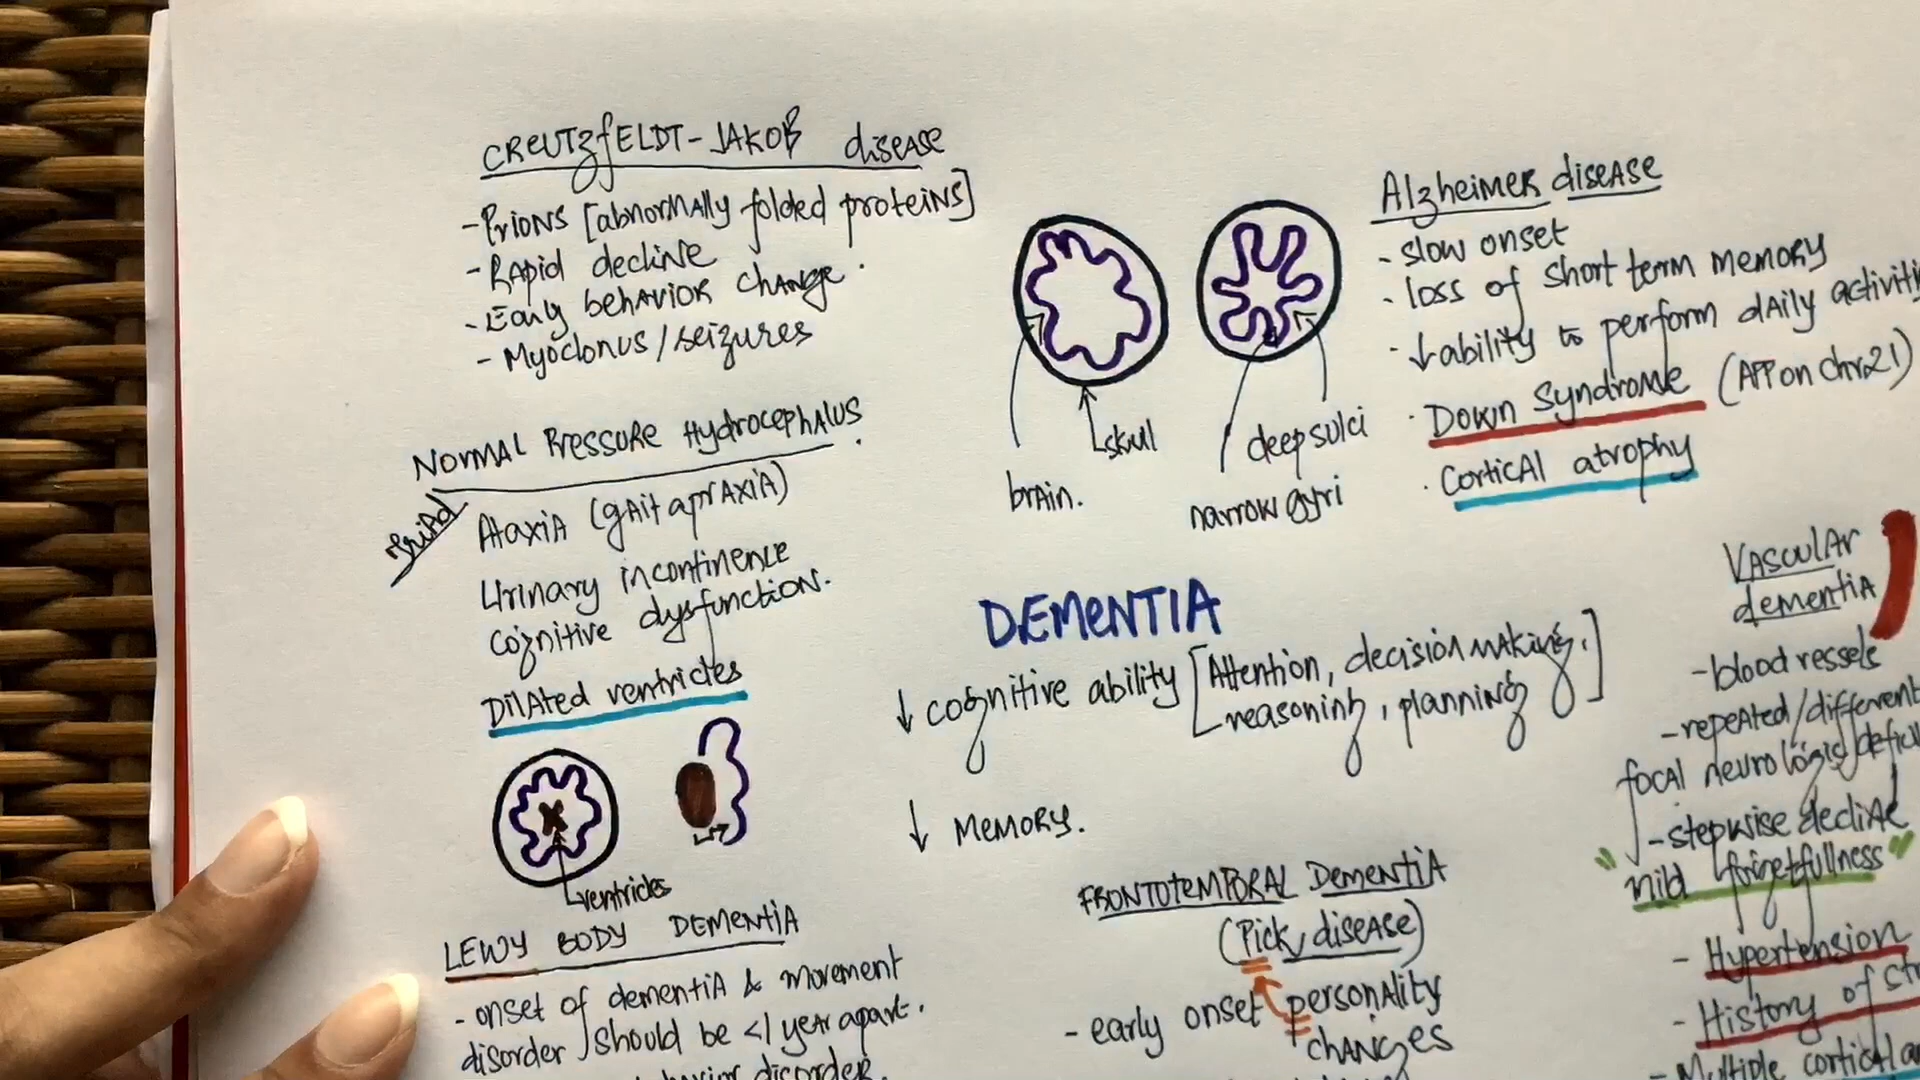 CREUTZFELDT-JAKOB disease
- Prions [abnormally folded proteins]
- Rapid decline
- Early behavior change.
- Myoclonus/seizures
NORMAL PRESSURE HYDROCEPHALUS
triad
Ataxia (gait apraxia)
Urinary incontinence
cognitive dysfunction.
Dilated ventricles
ventricles
LEWY BODY DEMENTIA
- onset of dementia & movement
disorder should be <1 year apart.
disorder.
brain.
skull
narrow gyri
deep sulci
Alzheimer disease
- slow onset
- loss of short term memory
- ↓ ability to perform daily
- Down Syndrome (APP on chr21)
- Cortical atrophy
DEMENTIA
↓ cognitive ability [Attention, decision making,
reasoning, planning]
↓ MEMORY.
FRONTOTEMPORAL Dementia
(Pick disease)
- early onset personality
changes
Vascular
dementia
- blood vessels
- repeated/different
focal neurologic
- stepwise decline
"mild forgetfullness"
- Hypertension
- History of
- Multiple cortical